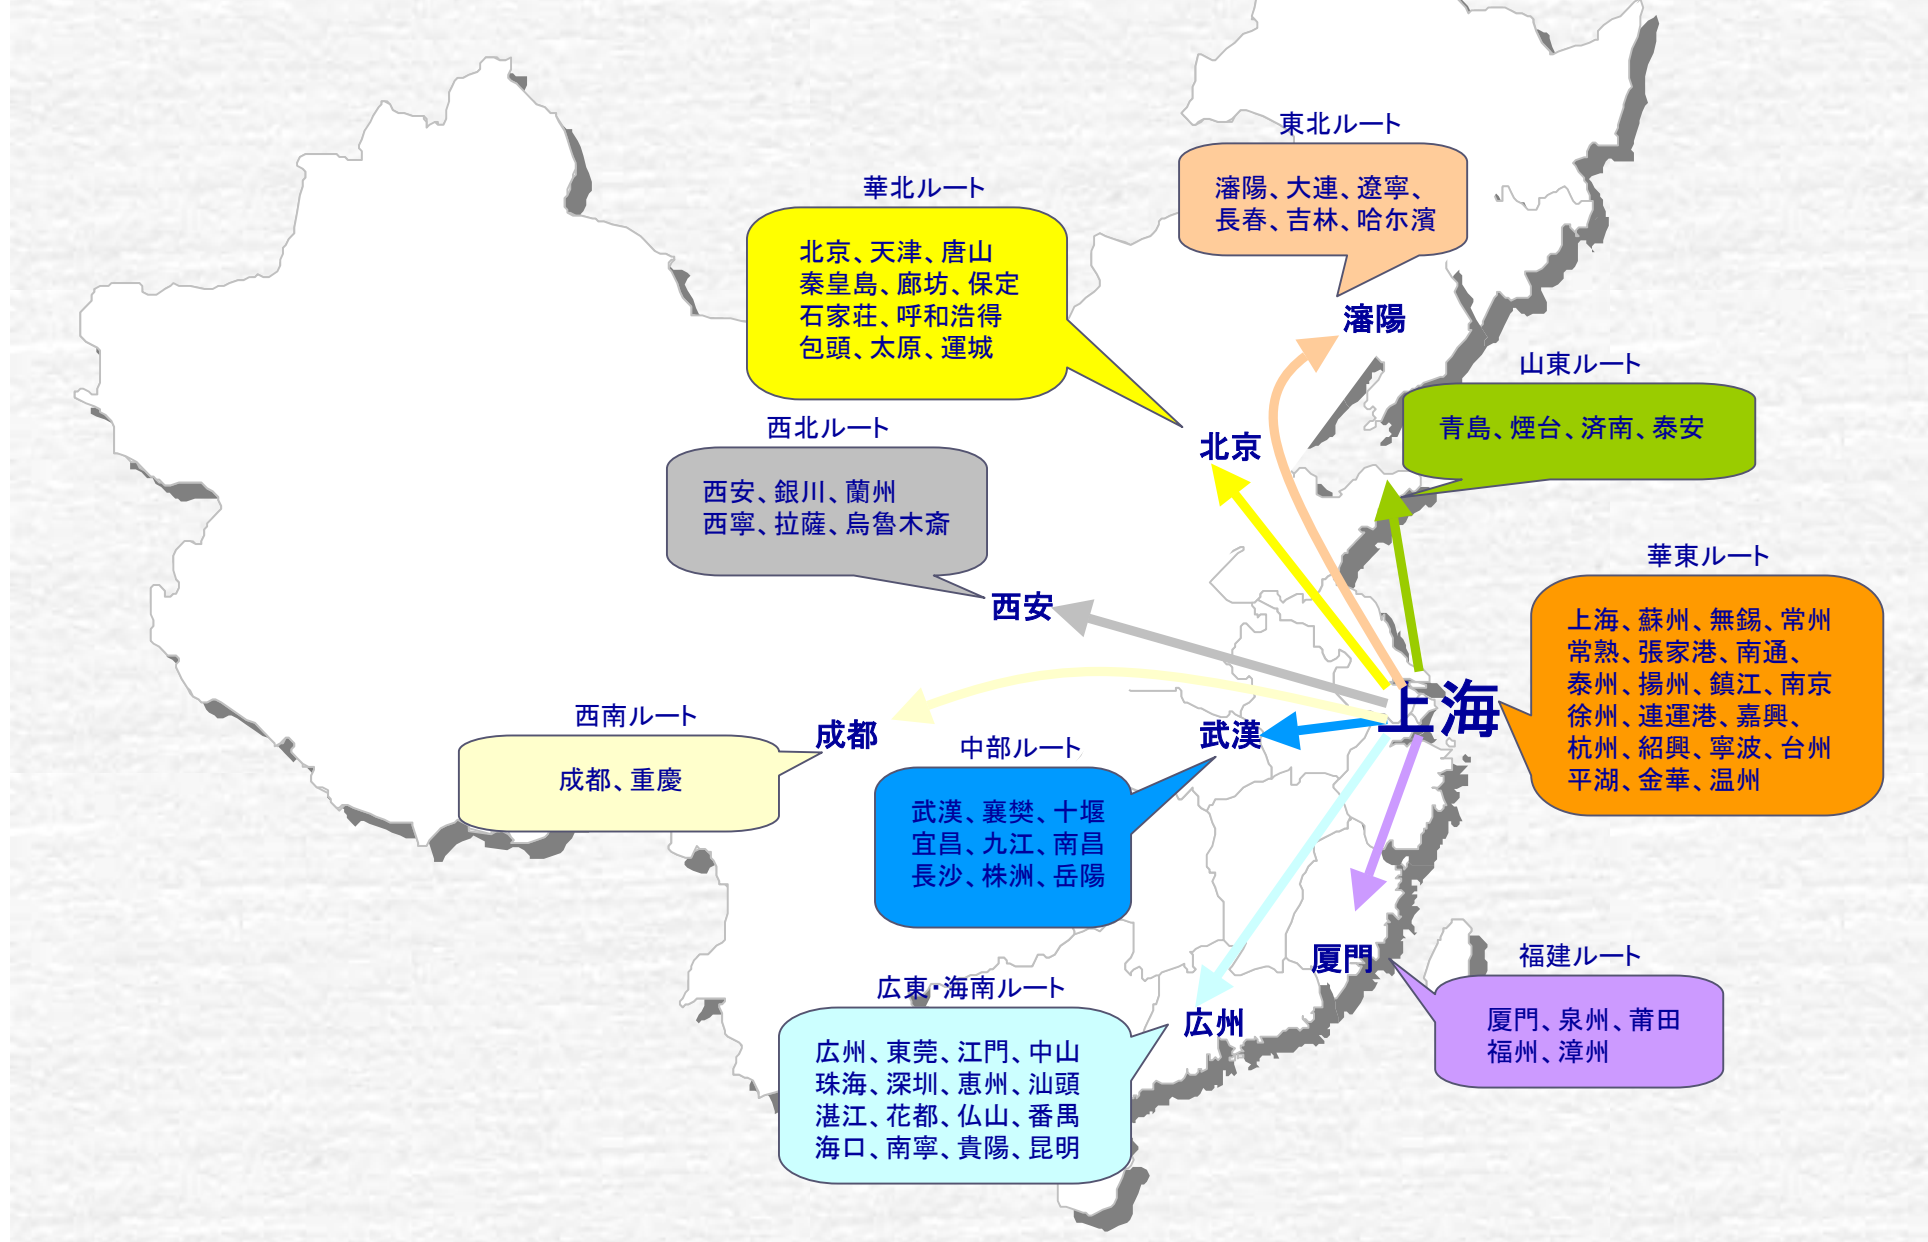 東北ルート
瀋陽、大連、遼寧、
長春、吉林、哈尓濱
華北ルート
北京、天津、唐山
秦皇島、廊坊、保定
石家荘、呼和浩得
包頭、太原、運城
瀋陽
山東ルート
青島、煙台、済南、泰安
西北ルート
西安、銀川、蘭州
西寧、拉薩、烏魯木斎
北京
華東ルート
上海、蘇州、無錫、常州
常熟、張家港、南通、
泰州、揚州、鎮江、南京
徐州、連運港、嘉興、
杭州、紹興、寧波、台州
平湖、金華、温州
西安
上海
西南ルート
成都、重慶
成都
武漢
中部ルート
武漢、襄樊、十堰
宜昌、九江、南昌
長沙、株洲、岳陽
厦門
福建ルート
厦門、泉州、莆田
福州、漳州
広東・海南ルート
広州、東莞、江門、中山
珠海、深圳、恵州、汕頭
湛江、花都、仏山、番禺
海口、南寧、貴陽、昆明
広州